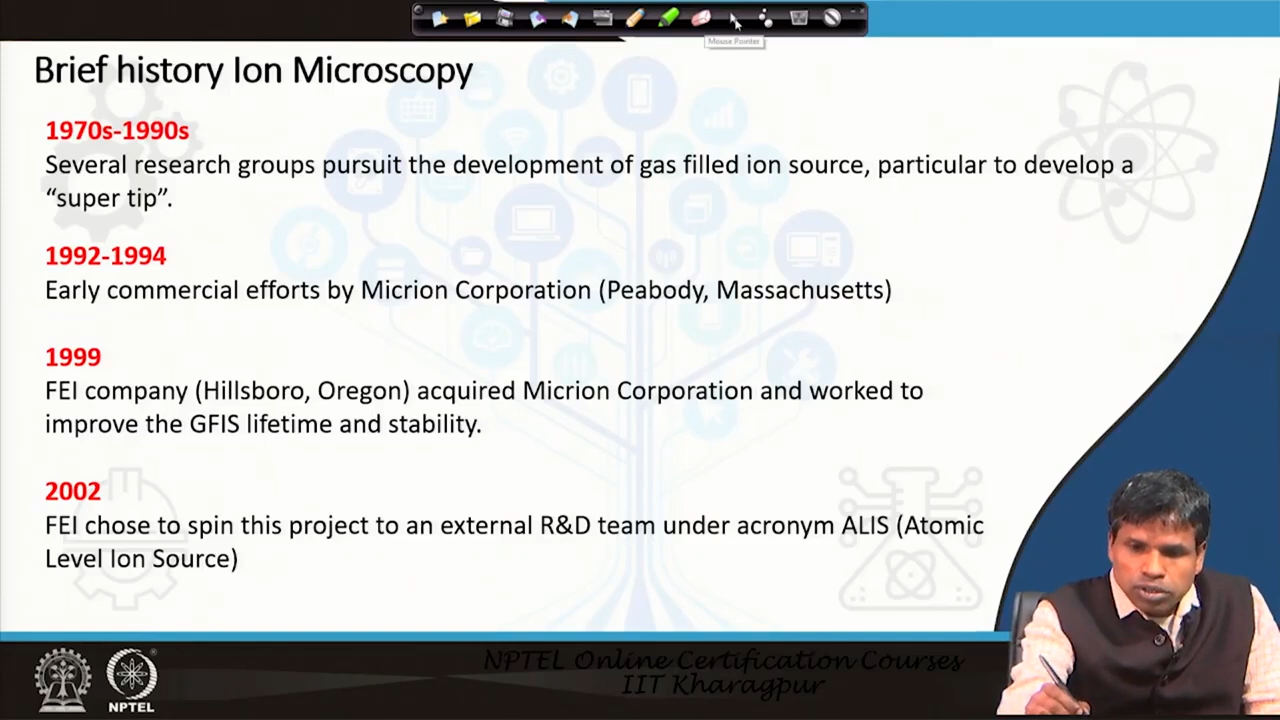 Mouse Pointer
Brief history Ion Microscopy
1970s-1990s
Several research groups pursuit the development of gas filled ion source, particular to develop a
“super tip”.
1992-1994
Early commercial efforts by Micrion Corporation (Peabody, Massachusetts)
1999
FEI company (Hillsboro, Oregon) acquired Micrion Corporation and worked to
improve the GFIS lifetime and stability.
2002
FEI chose to spin this project to an external R&D team under acronym ALIS (Atomic
Level Ion Source)
NPTEL Online Certification Courses
IIT Kharagpur
NPTEL